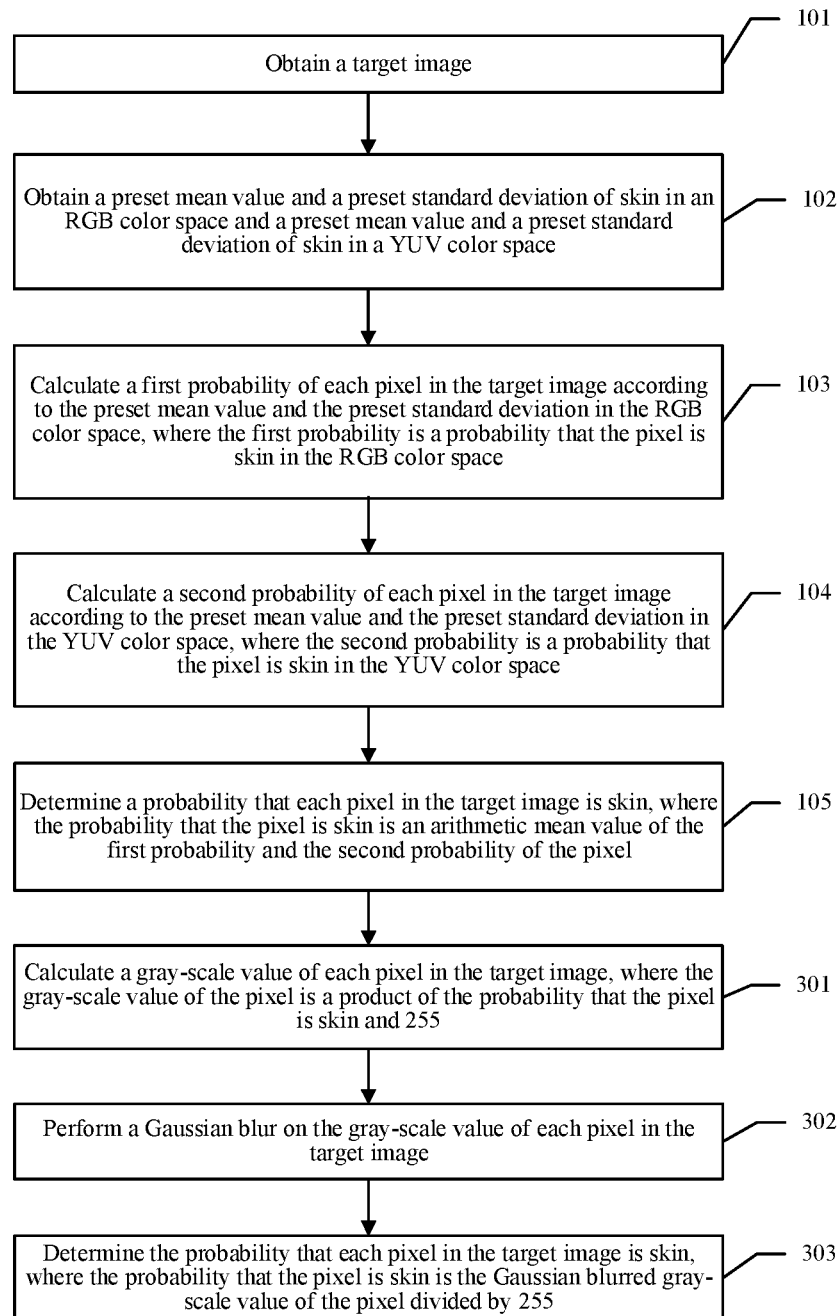 101
Obtain a target image
102
Obtain a preset mean value and a preset standard deviation of skin in an
RGB color space and a preset mean value and a preset standard
deviation of skin in a YUV color space
103
Calculate a first probability of each pixel in the target image according
to the preset mean value and the preset standard deviation in the RGB
color space, where the first probability is a probability that the pixel is
skin in the RGB color space
104
Calculate a second probability of each pixel in the target image
according to the preset mean value and the preset standard deviation in
the YUV color space, where the second probability is a probability that
the pixel is skin in the YUV color space
105
Determine a probability that each pixel in the target image is skin, where
the probability that the pixel is skin is an arithmetic mean value of the
first probability and the second probability of the pixel
301
Calculate a gray-scale value of each pixel in the target image, where the
gray-scale value of the pixel is a product of the probability that the pixel
is skin and 255
302
Perform a Gaussian blur on the gray-scale value of each pixel in the
target image
303
Determine the probability that each pixel in the target image is skin,
where the probability that the pixel is skin is the Gaussian blurred gray-
scale value of the pixel divided by 255